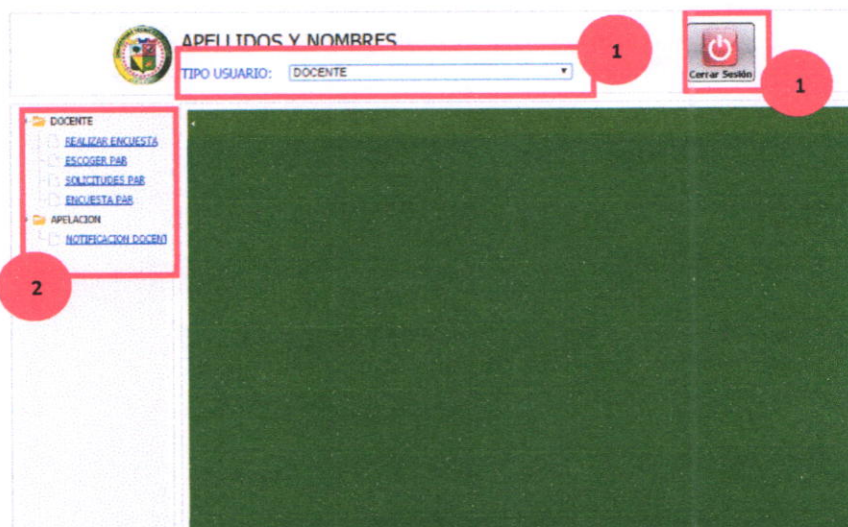 APELLIDOS Y NOMBRES
TIPO USUARIO: DOCENTE
1
Cerrar Sesión
1
DOCENTE
REALIZAR ENCUESTA
ESCOGER PAR
SOLICITUDES PAR
ENCUESTA PAR
APELACION
NOTIFICACION DOCENT
2